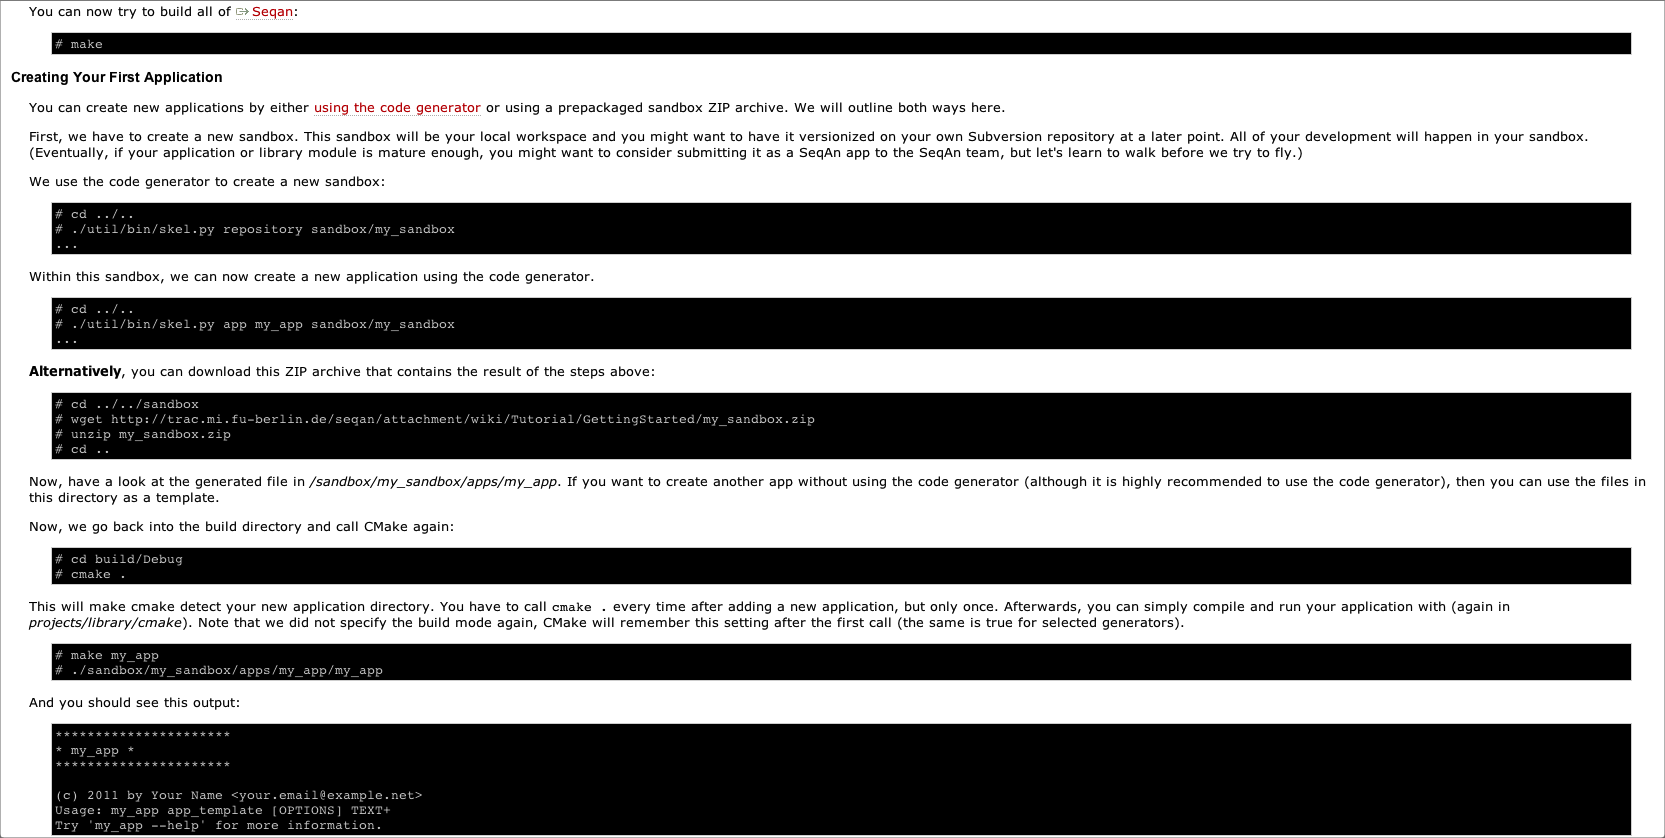 You can now try to build all of Seqan:
# make
Creating Your First Application
You can create new applications by either using the code generator or using a prepackaged sandbox ZIP archive. We will outline both ways here.
First, we have to create a new sandbox. This sandbox will be your local workspace and you might want to have it versionized on your own Subversion repository at a later point. All of your development will happen in your sandbox.
(Eventually, if your application or library module is mature enough, you might want to consider submitting it as a SeqAn app to the SeqAn team, but let's learn to walk before we try to fly.)
We use the code generator to create a new sandbox:
# cd ../..
# ./util/bin/skel.py repository sandbox/my_sandbox
...
Within this sandbox, we can now create a new application using the code generator.
# cd ../..
# ./util/bin/skel.py app my_app sandbox/my_sandbox
...
Alternatively, you can download this ZIP archive that contains the result of the steps above:
# cd ../../sandbox
# wget http://trac.mi.fu-berlin.de/seqan/attachment/wiki/Tutorial/GettingStarted/my_sandbox.zip
# unzip my_sandbox.zip
# cd ..
Now, have a look at the generated file in /sandbox/my_sandbox/apps/my_app. If you want to create another app without using the code generator (although it is highly recommended to use the code generator), then you can use the files in
this directory as a template.
Now, we go back into the build directory and call CMake again:
# cd build/Debug
# cmake .
This will make cmake detect your new application directory. You have to call cmake . every time after adding a new application, but only once. Afterwards, you can simply compile and run your application with (again in
projects/library/cmake). Note that we did not specify the build mode again, CMake will remember this setting after the first call (the same is true for selected generators).
# make my_app
# ./sandbox/my_sandbox/apps/my_app/my_app
And you should see this output:
**********************
* my_app *
**********************
(c) 2011 by Your Name <your.email@example.net>
Usage: my_app app_template [OPTIONS] TEXT+
Try 'my_app --help' for more information.